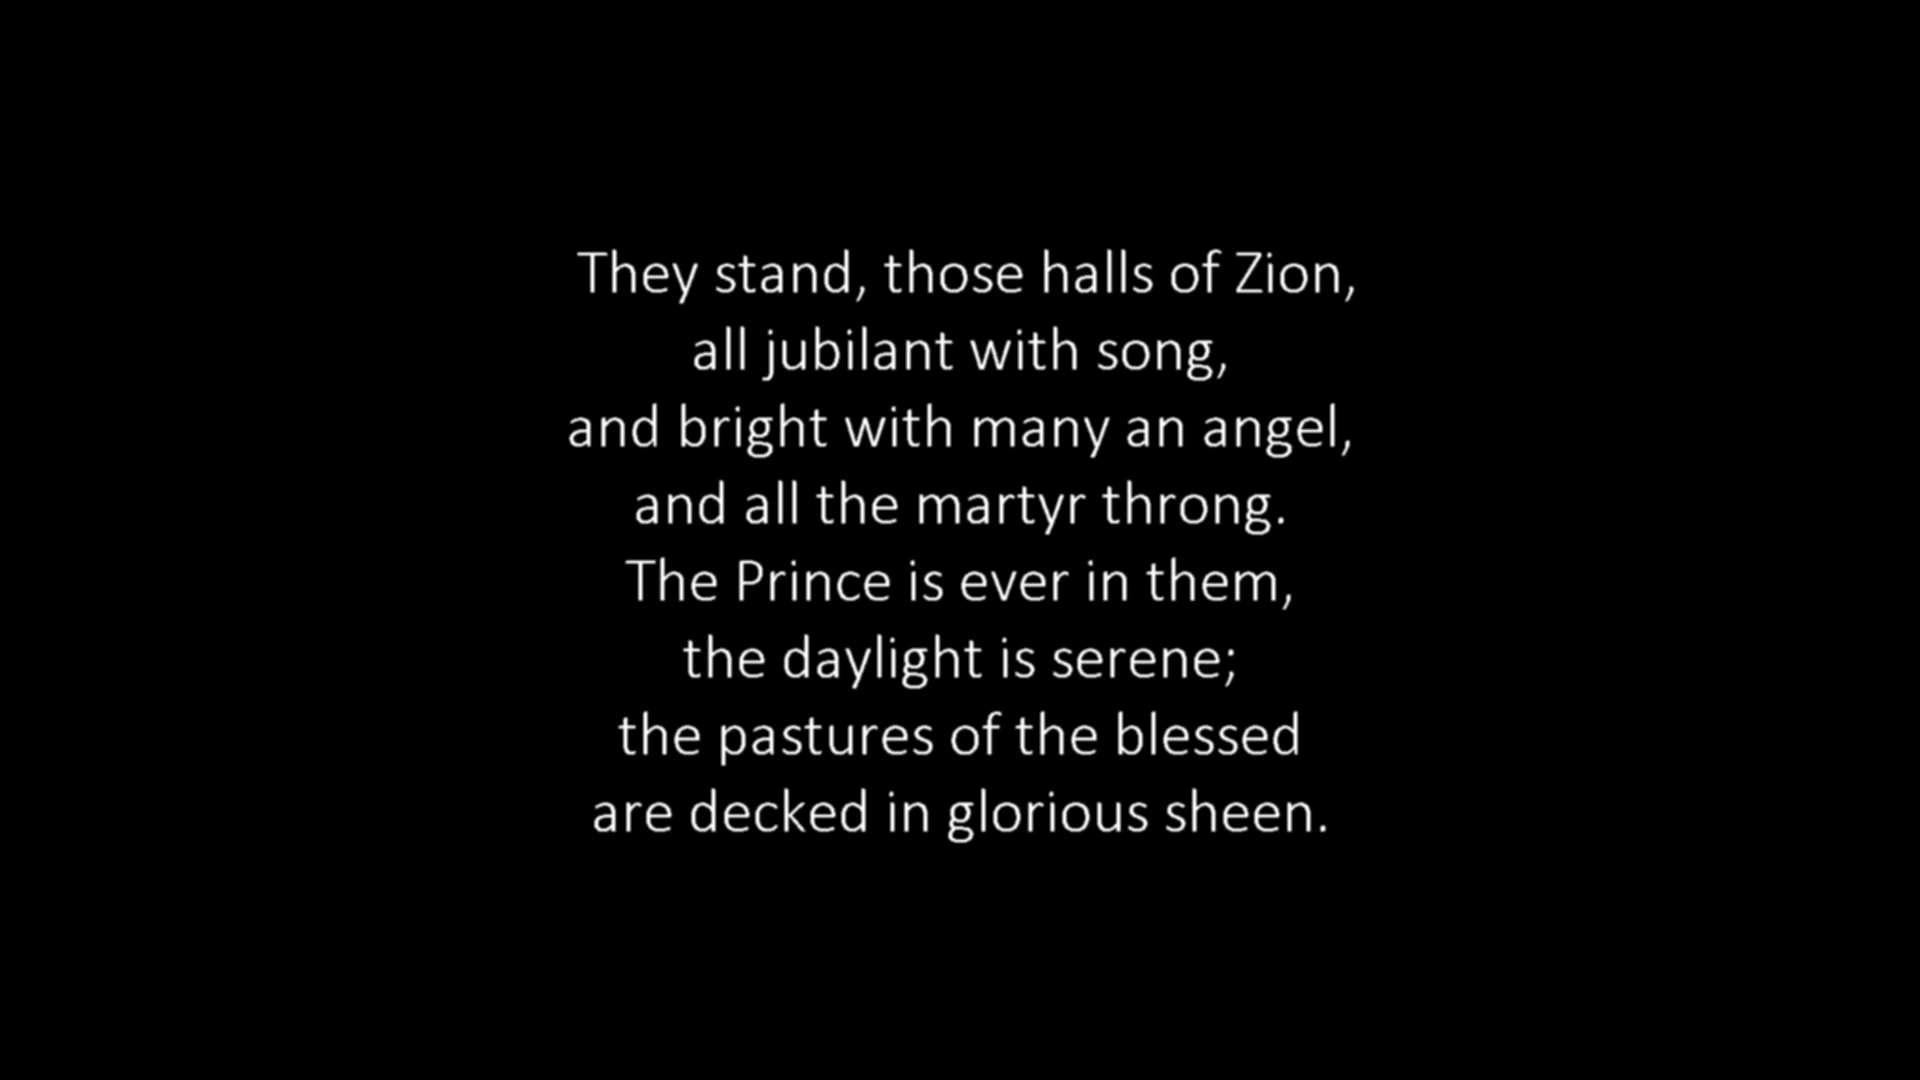 They stand, those halls of Zion,
all jubilant with song,
and bright with many an angel,
and all the martyr throng.
The Prince is ever in them,
the daylight is serene;
the pastures of the blessed
are decked in glorious sheen.